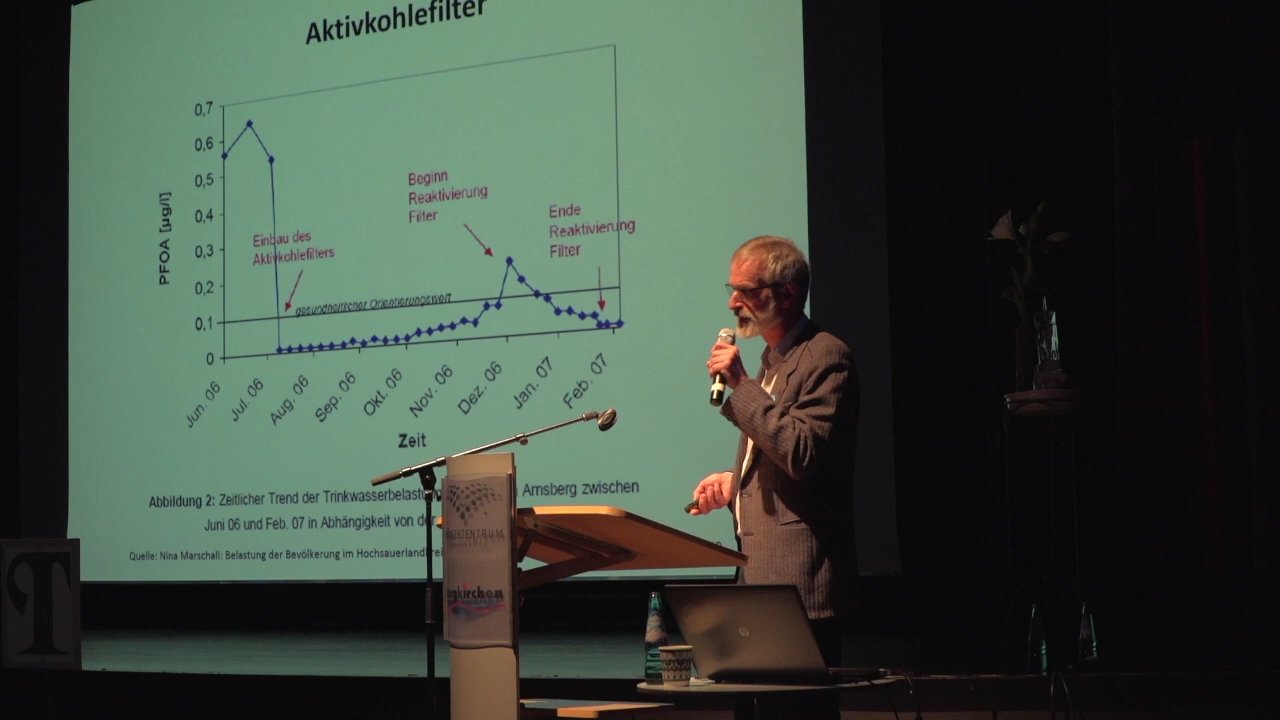 Aktivkohlefilter
0,7
0,6
0,5
0,4
0,3
0,2
0,1
0
PFOA [µg/l]
Beginn
Reaktivierung
Filter
Ende
Reaktivierung
Filter
Einbau des
Aktivkohlefilters
gesundheitlicher Orientierungswert
Jun. 06
Jul. 06
Aug. 06
Sep. 06
Okt. 06
Nov. 06
Dez. 06
Jan. 07
Feb. 07
Zeit
Abbildung 2: Zeitlicher Trend der Arnsberg zwischen
Juni 06 und Feb. 07 in Abhängigkeit von der
Quelle: Nina Marschall: Belastung der Bevölkerung im
T